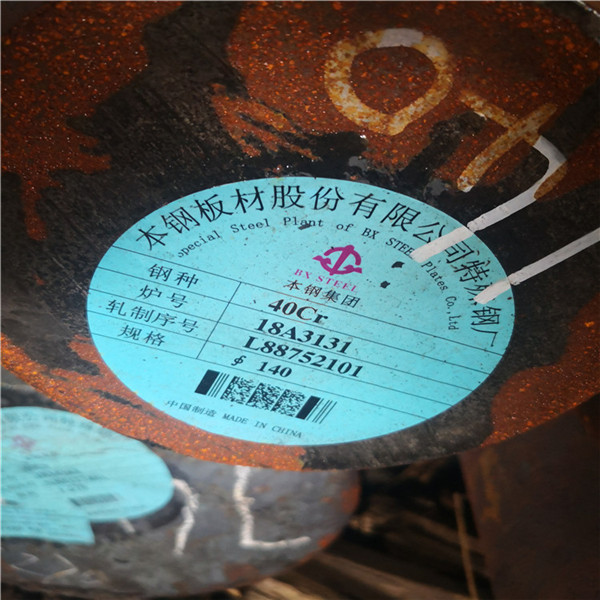 本钢板材股份有限公司特殊钢厂
Special Steel Plant of BX STEEL Plates Co., Ltd
BX STEEL
本钢集团
钢种 40Cr
炉号 18A3131
轧制序号 L88752101
规格 $ 140
中国制造 MADE IN CHINA
40